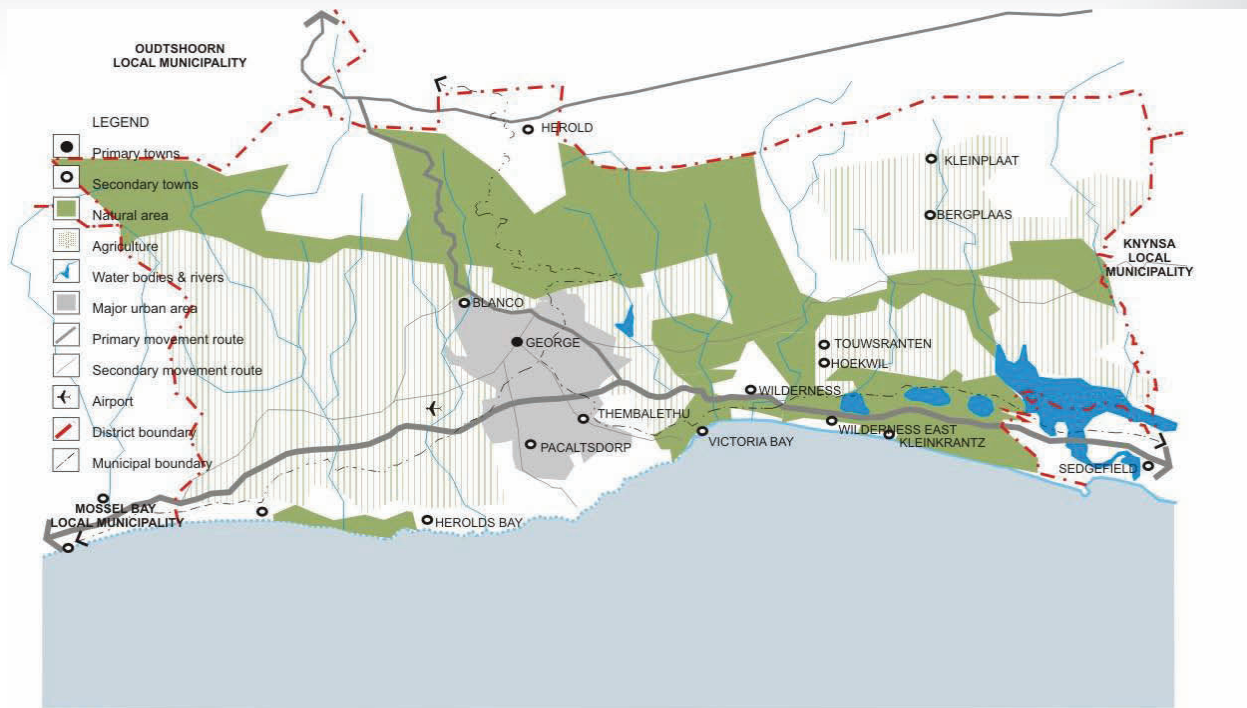 OUDTSHOORN
LOCAL MUNICIPALITY
LEGEND
Primary towns
Secondary towns
Natural area
Agriculture
Water bodies & rivers
Major urban area
Primary movement route
Secondary movement route
Airport
District boundary
Municipal boundary
HEROLD
KLEINPLAAT
BERGPLAAS
KNYNSA
LOCAL
MUNICIPALITY
BLANCO
GEORGE
TOUWSRANTEN
HOEKWIL
WILDERNESS
THEMBALETHU
WILDERNESS EAST
VICTORIA BAY
KLEINKRANTZ
PACALTSDORP
SEDGEFIELD
MOSSEL BAY
LOCAL MUNICIPALITY
HEROLDS BAY